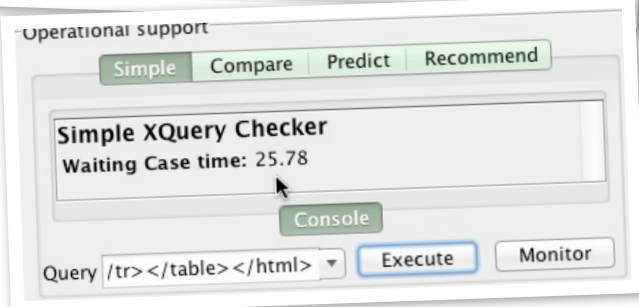 Operational support
Simple Compare Predict Recommend
Simple XQuery Checker
Waiting Case time: 25.78
Console
Query /tr></table></html> Execute Monitor